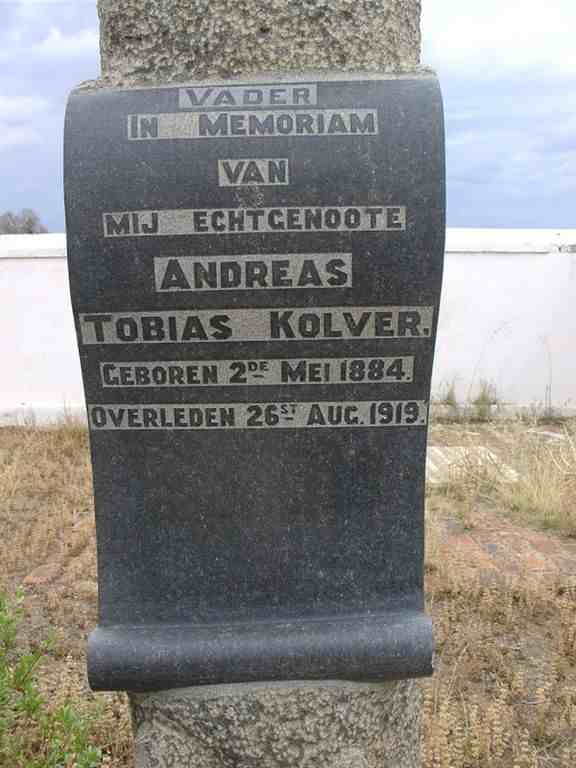 VADER
IN MEMORIAM
VAN
MIJ ECHTGENOOTE
ANDREAS
TOBIAS KOLVER.
GEBOREN 2DE MEI 1884.
OVERLEDEN 26ST AUG. 1919.